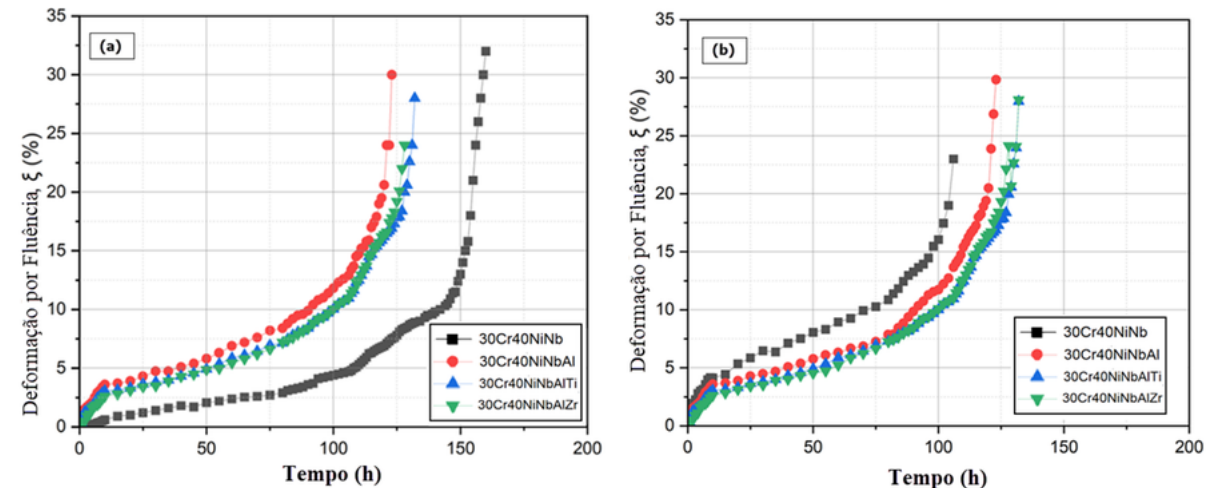 (a)
Deformação por Fluência, ξ (%)
35
30
25
20
15
10
5
0
0 50 100 150 200
Tempo (h)
30Cr40NiNb
30Cr40NiNbAl
30Cr40NiNbAlTi
30Cr40NiNbAlZr
(b)
Deformação por Fluência, ξ (%)
35
30
25
20
15
10
5
0
0 50 100 150 200
Tempo (h)
30Cr40NiNb
30Cr40NiNbAl
30Cr40NiNbAlTi
30Cr40NiNbAlZr